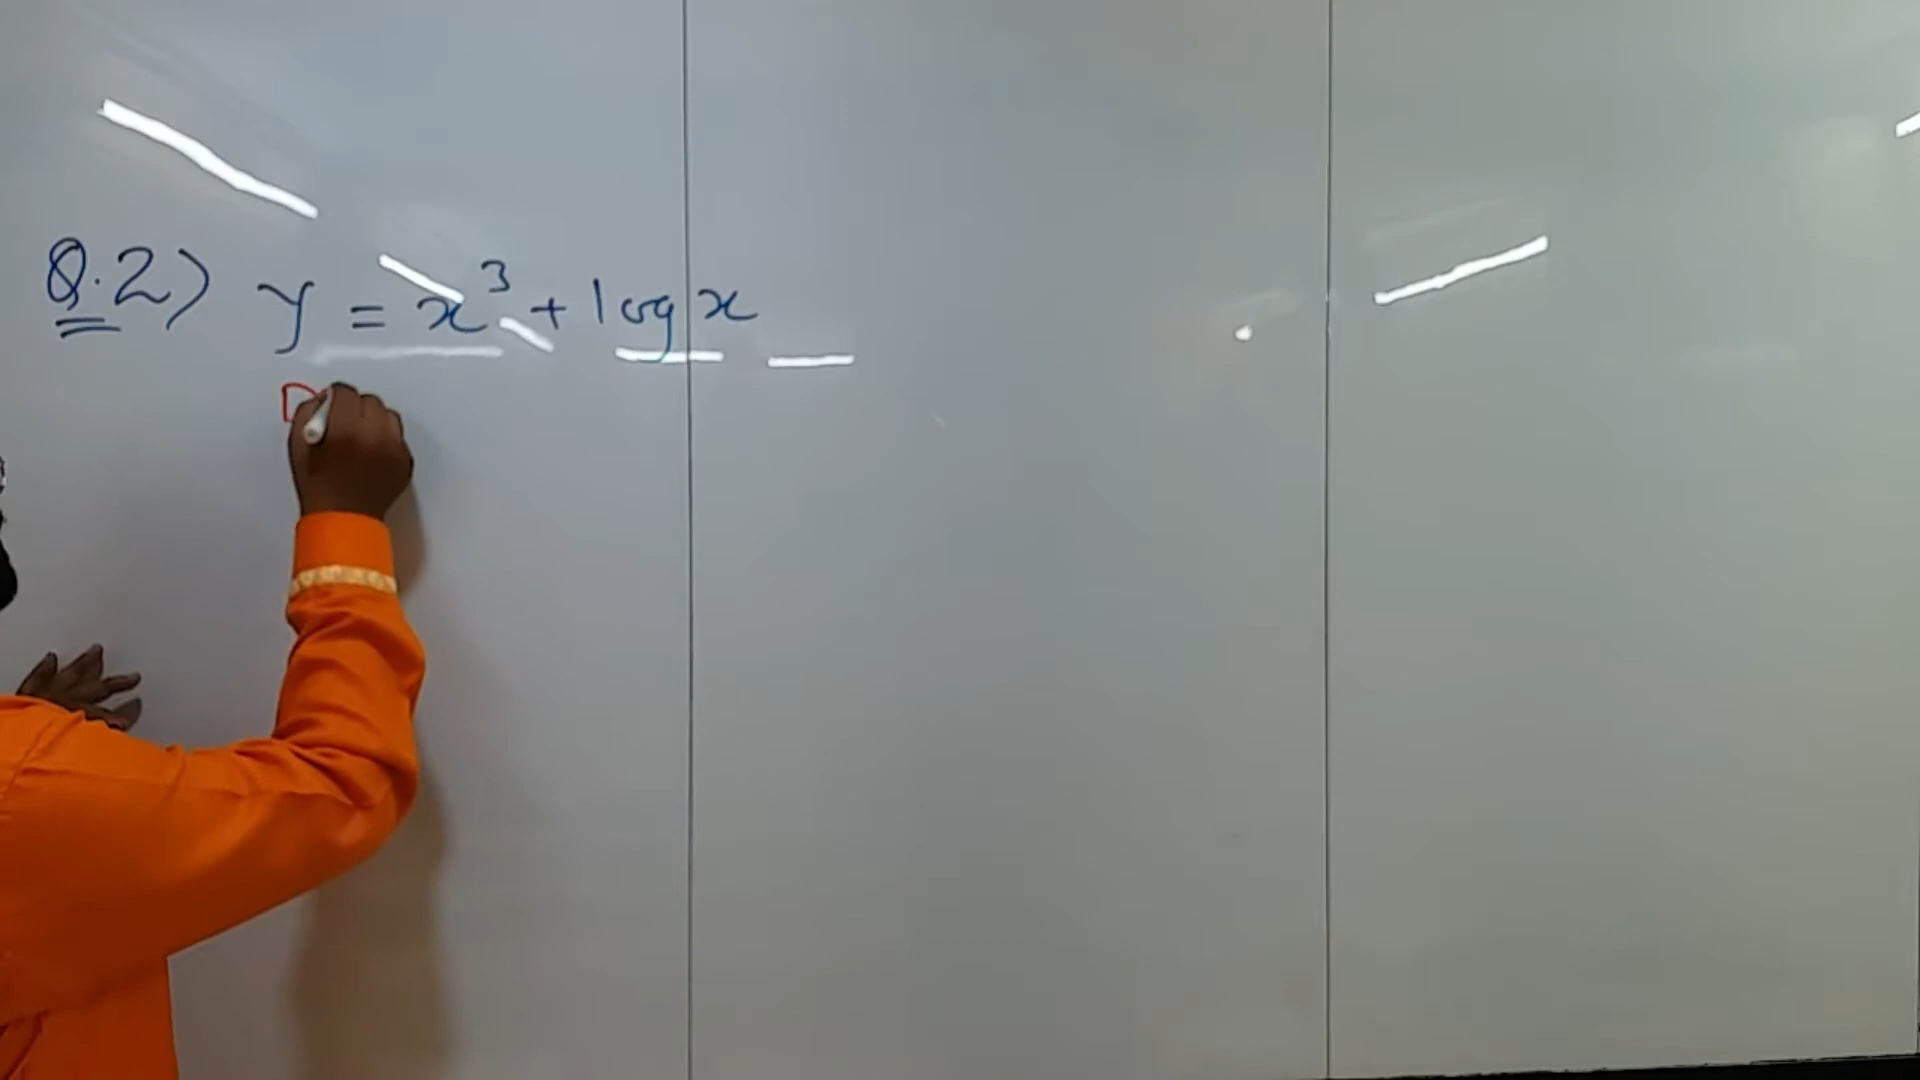 Q.2) y = x³ + log x
D